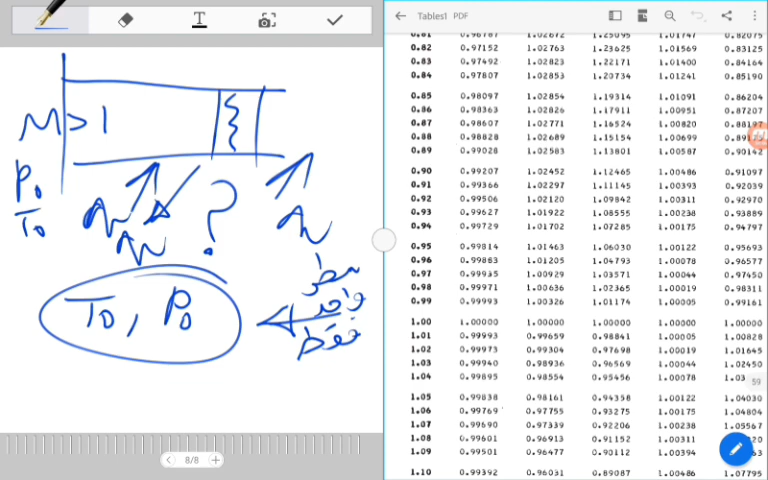 M > 1
P0
T0
?
T0, P0
واحد
فقط
8/8
Tables1 PDF
0.81 0.96787 1.02672 1.25095 1.01747 0.82075
0.82 0.97152 1.02763 1.23625 1.01569 0.83125
0.83 0.97492 1.02823 1.22171 1.01400 0.84164
0.84 0.97807 1.02853 1.20734 1.01241 0.85190
0.85 0.98097 1.02854 1.19314 1.01091 0.86204
0.86 0.98363 1.02826 1.17911 1.00951 0.87207
0.87 0.98607 1.02771 1.16524 1.00820 0.88197
0.88 0.98828 1.02689 1.15154 1.00699
0.89 0.99028 1.02583 1.13801 1.00587 0.90142
0.90 0.99207 1.02452 1.12465 1.00486 0.91097
0.91 0.99366 1.02297 1.11145 1.00393 0.92039
0.92 0.99506 1.02120 1.09842 1.00311 0.92970
0.93 0.99627 1.01922 1.08555 1.00238 0.93889
0.94 0.99729 1.01702 1.07285 1.00175 0.94797
0.95 0.99814 1.01463 1.06030 1.00122 0.95693
0.96 0.99883 1.01205 1.04793 1.00078 0.96577
0.97 0.99935 1.00929 1.03571 1.00044 0.97450
0.98 0.99971 1.00636 1.02365 1.00019 0.98311
0.99 0.99993 1.00326 1.01174 1.00005 0.99161
1.00 1.00000 1.00000 1.00000 1.00000 1.00000
1.01 0.99993 0.99659 0.98841 1.00005 1.00828
1.02 0.99973 0.99304 0.97698 1.00019 1.01645
1.03 0.99940 0.98936 0.96569 1.00044 1.02450
1.04 0.99895 0.98554 0.95456 1.00078 1.03
59
1.05 0.99838 0.98161 0.94358 1.00122 1.04030
1.06 0.99769 0.97755 0.93275 1.00175 1.04804
1.07 0.99690 0.97339 0.92206 1.00238 1.05567
1.08 0.99601 0.96913 0.91152 1.00311
1.09 0.99501 0.96477 0.90112 1.00394
1.10 0.99392 0.96031 0.89087 1.00486 1.07795